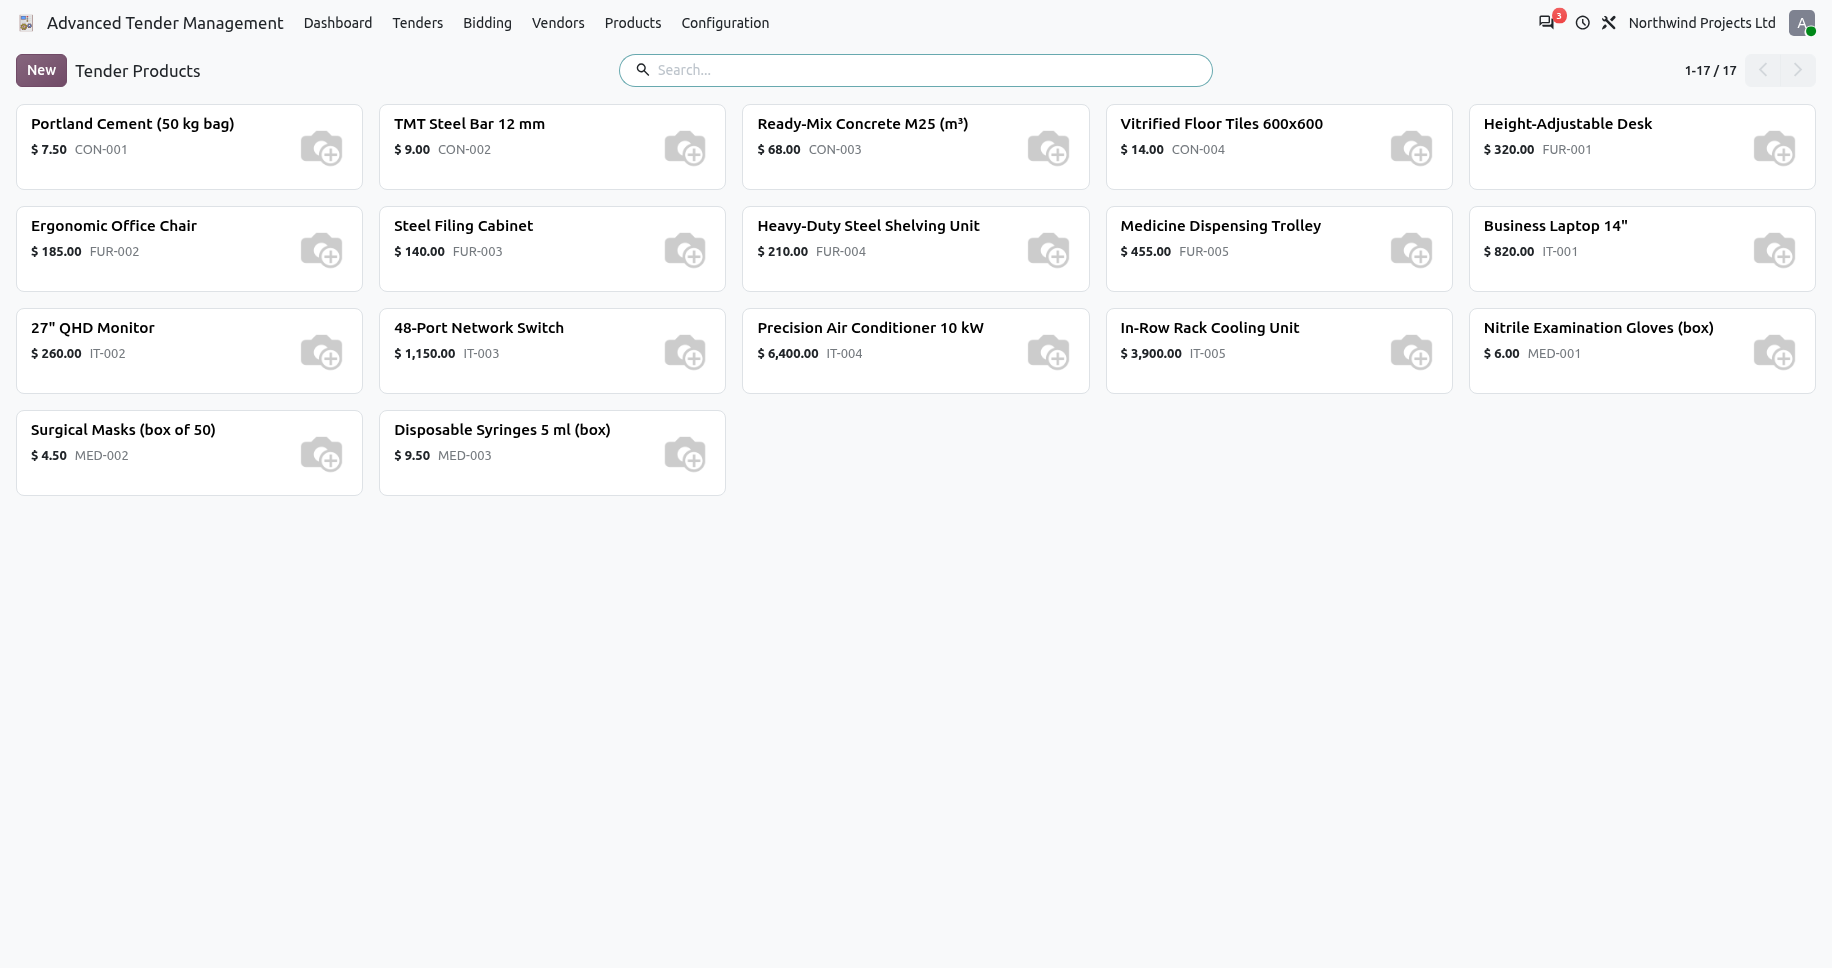 Advanced Tender Management Dashboard Tenders Bidding Vendors Products Configuration 3 Northwind Projects Ltd A
New Tender Products Search... 1-17 / 17
Portland Cement (50 kg bag)
$ 7.50 CON-001
TMT Steel Bar 12 mm
$ 9.00 CON-002
Ready-Mix Concrete M25 (m³)
$ 68.00 CON-003
Vitrified Floor Tiles 600x600
$ 14.00 CON-004
Height-Adjustable Desk
$ 320.00 FUR-001
Ergonomic Office Chair
$ 185.00 FUR-002
Steel Filing Cabinet
$ 140.00 FUR-003
Heavy-Duty Steel Shelving Unit
$ 210.00 FUR-004
Medicine Dispensing Trolley
$ 455.00 FUR-005
Business Laptop 14"
$ 820.00 IT-001
27" QHD Monitor
$ 260.00 IT-002
48-Port Network Switch
$ 1,150.00 IT-003
Precision Air Conditioner 10 kW
$ 6,400.00 IT-004
In-Row Rack Cooling Unit
$ 3,900.00 IT-005
Nitrile Examination Gloves (box)
$ 6.00 MED-001
Surgical Masks (box of 50)
$ 4.50 MED-002
Disposable Syringes 5 ml (box)
$ 9.50 MED-003